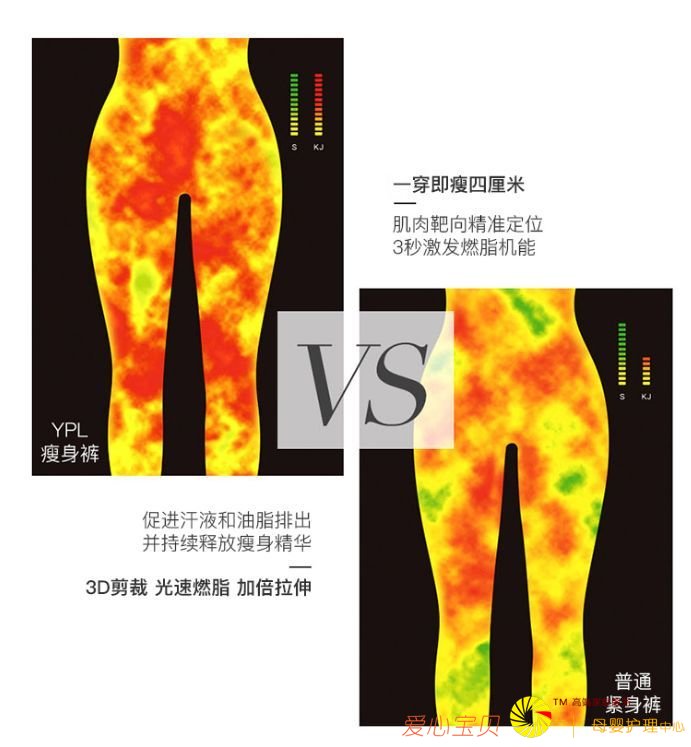 S KJ
一穿即瘦四厘米
肌肉靶向精准定位
3秒激发燃脂机能
VS
S KJ
YPL
瘦身裤
促进汗液和油脂排出
并持续释放瘦身精华
3D剪裁 光速燃脂 加倍拉伸
普通
紧身裤
TM
爱心宝贝
母婴护理中心